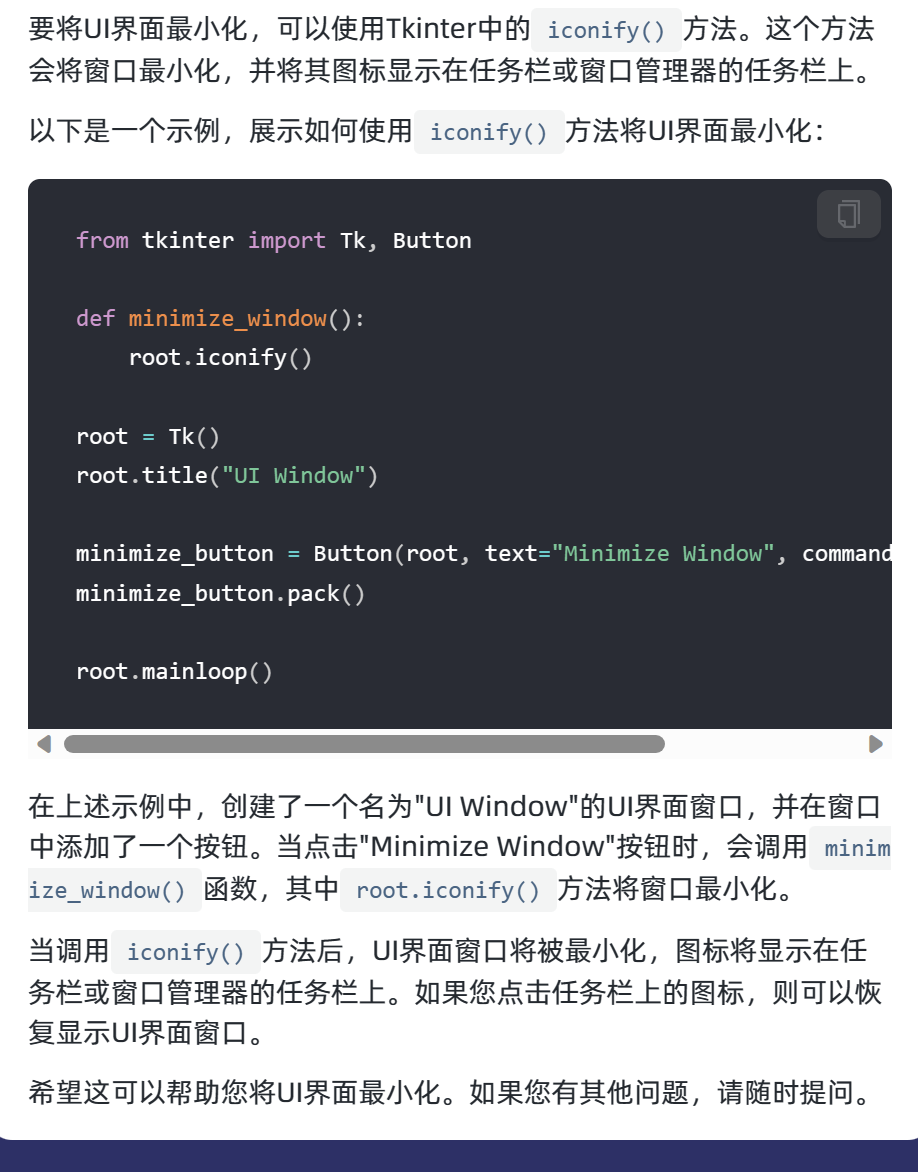 要将UI界面最小化，可以使用Tkinter中的 iconify() 方法。这个方法
会将窗口最小化，并将其图标显示在任务栏或窗口管理器的任务栏上。
以下是一个示例，展示如何使用 iconify() 方法将UI界面最小化：
from tkinter import Tk, Button
def minimize_window():
    root.iconify()
root = Tk()
root.title("UI Window")
minimize_button = Button(root, text="Minimize Window", command
minimize_button.pack()
root.mainloop()
在上述示例中，创建了一个名为"UI Window"的UI界面窗口，并在窗口
中添加了一个按钮。当点击"Minimize Window"按钮时，会调用 minim
ize_window() 函数，其中 root.iconify() 方法将窗口最小化。
当调用 iconify() 方法后，UI界面窗口将被最小化，图标将显示在任
务栏或窗口管理器的任务栏上。如果您点击任务栏上的图标，则可以恢
复显示UI界面窗口。
希望这可以帮助您将UI界面最小化。如果您有其他问题，请随时提问。